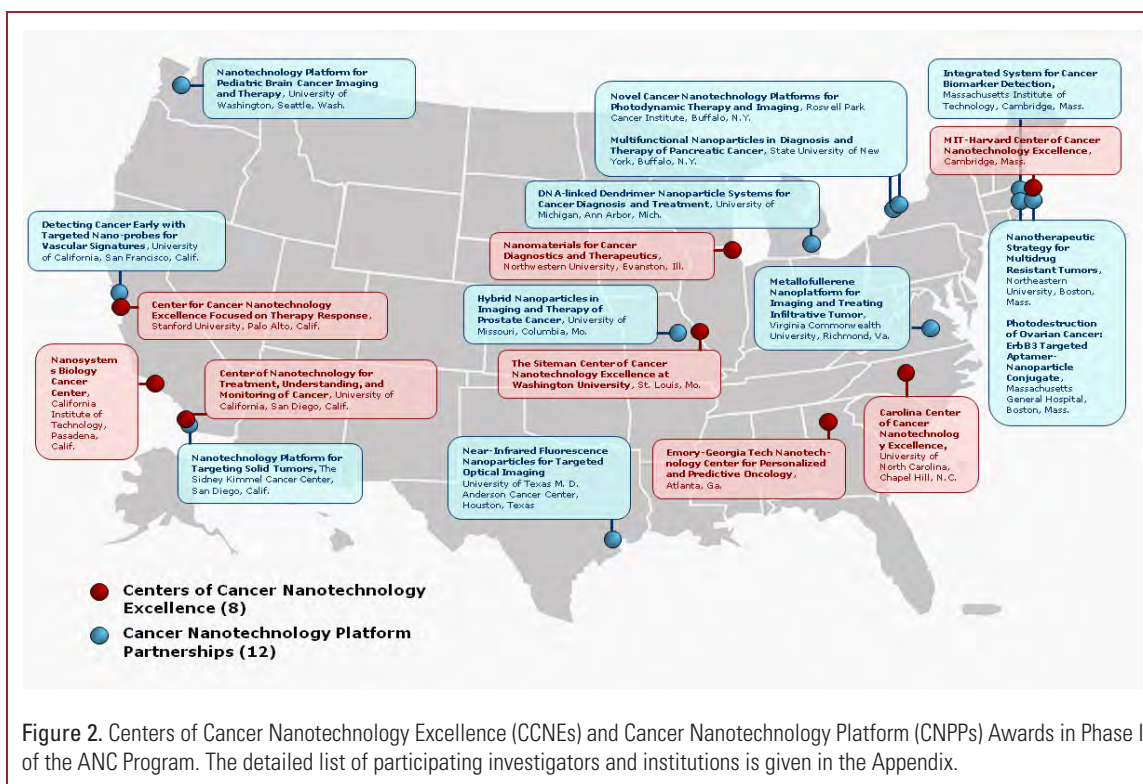 Nanotechnology Platform for
Pediatric Brain Cancer Imaging
and Therapy, University of
Washington, Seattle, Wash.
Novel Cancer Nanotechnology Platforms for
Photodynamic Therapy and Imaging, Roswell Park
Cancer Institute, Buffalo, N.Y.
Multifunctional Nanoparticles in Diagnosis and
Therapy of Pancreatic Cancer, State University of New
York, Buffalo, N.Y.
Integrated System for Cancer
Biomarker Detection,
Massachusetts Institute of
Technology, Cambridge, Mass.
MIT-Harvard Center of Cancer
Nanotechnology Excellence,
Cambridge, Mass.
DNA-linked Dendrimer Nanoparticle Systems for
Cancer Diagnosis and Treatment, University of
Michigan, Ann Arbor, Mich.
Detecting Cancer Early with
Targeted Nano-probes for
Vascular Signatures, University
of California, San Francisco, Calif.
Nanomaterials for Cancer
Diagnostics and Therapeutics,
Northwestern University, Evanston, Ill.
Nanotherapeutic
Strategy for
Multidrug
Resistant Tumors,
Northeastern
University, Boston,
Mass.
Photodestruction
of Ovarian Cancer:
ErbB3 Targeted
Aptamer-
Nanoparticle
Conjugate,
Massachusetts
General Hospital,
Boston, Mass.
Center for Cancer Nanotechnology
Excellence Focused on Therapy Response,
Stanford University, Palo Alto, Calif.
Hybrid Nanoparticles in
Imaging and Therapy of
Prostate Cancer, University of
Missouri, Columbia, Mo.
Metallofullerene
Nanoplatform for
Imaging and Treating
Infiltrative Tumor,
Virginia Commonwealth
University, Richmond, Va.
The Siteman Center of Cancer
Nanotechnology Excellence at
Washington University, St. Louis, Mo.
Nanosystem
s Biology
Cancer
Center,
California
Institute of
Technology,
Pasadena,
Calif.
Center of Nanotechnology for
Treatment, Understanding, and
Monitoring of Cancer, University of
California, San Diego, Calif.
Nanotechnology Platform for
Targeting Solid Tumors, The
Sidney Kimmel Cancer Center,
San Diego, Calif.
Near-Infrared Fluorescence
Nanoparticles for Targeted
Optical Imaging
University of Texas M. D.
Anderson Cancer Center,
Houston, Texas
Emory-Georgia Tech Nanotech-
nology Center for Personalized
and Predictive Oncology,
Atlanta, Ga.
Carolina Center
of Cancer
Nanotechnolog
y Excellence,
University of
North Carolina,
Chapel Hill, N.C.
Centers of Cancer Nanotechnology
Excellence (8)
Cancer Nanotechnology Platform
Partnerships (12)
Figure 2. Centers of Cancer Nanotechnology Excellence (CCNEs) and Cancer Nanotechnology Platform (CNPPs) Awards in Phase I
of the ANC Program. The detailed list of participating investigators and institutions is given in the Appendix.